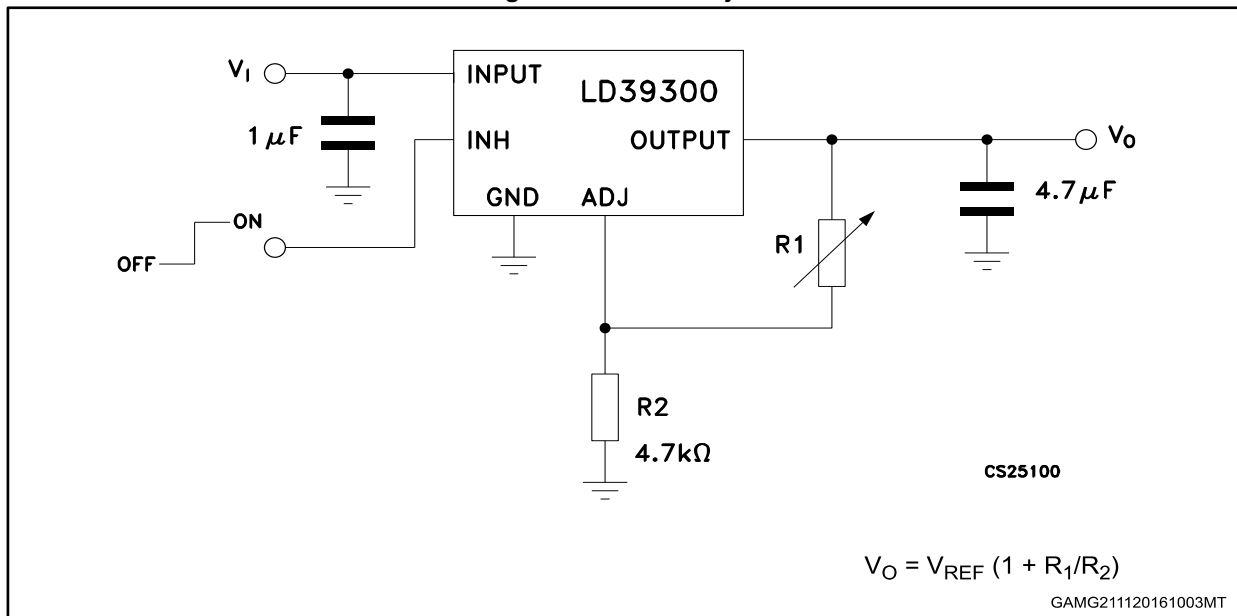 V_I
INPUT
LD39300
1 μF
INH
OUTPUT
V_O
GND
ADJ
4.7 μF
ON
OFF
R1
R2
4.7kΩ
CS25100
V_O = V_REF (1 + R_1/R_2)
GAMG211120161003MT